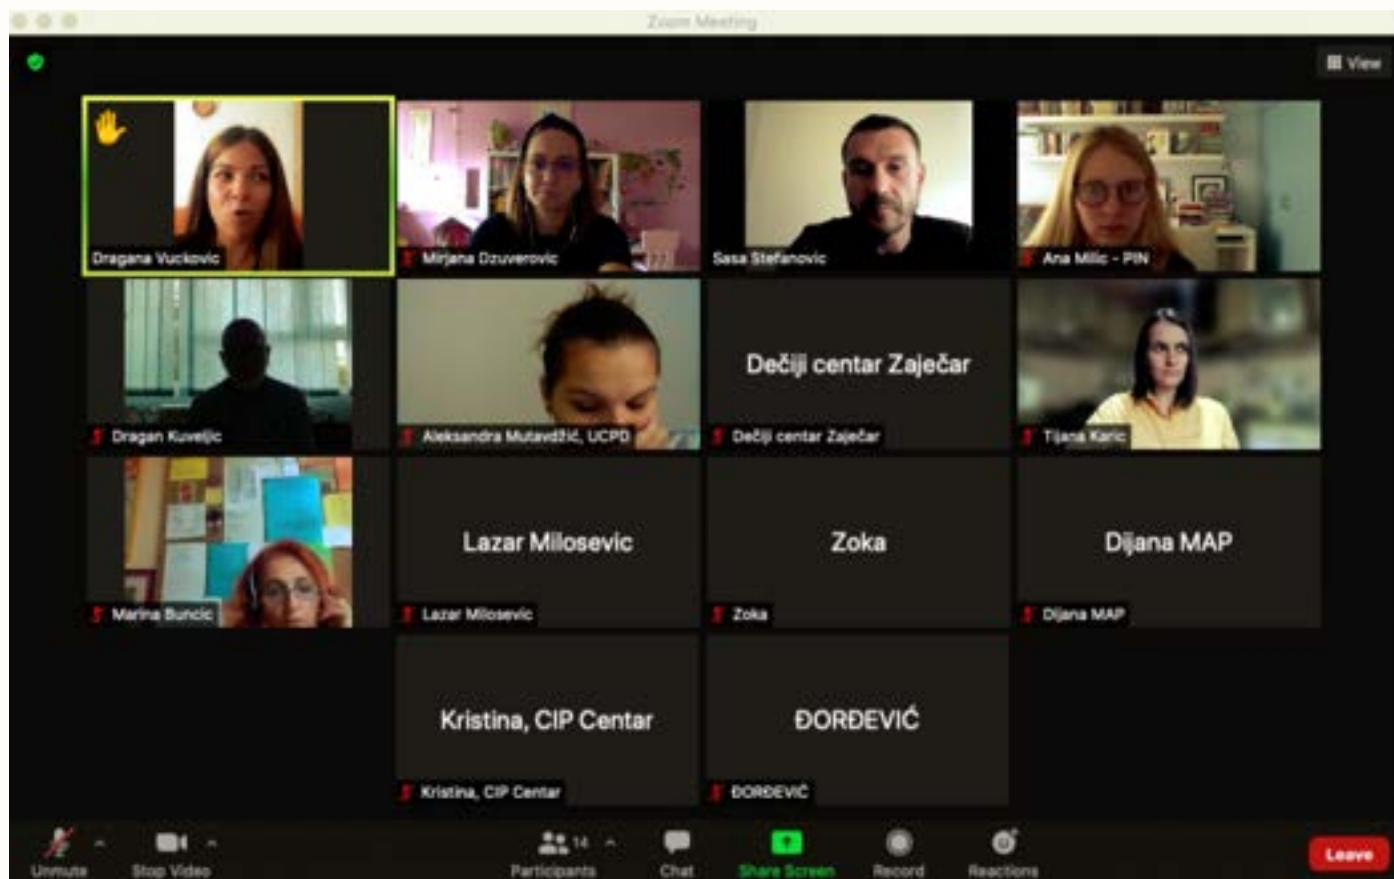 Zoom Meeting
View
Dragana Vuckovic
Mirjana Dzuverovic
Sasa Stefanovic
Ana Milic - PIN
Dragan Kuveljic
Aleksandra Mutavdžić, UCPD
Dečiji centar Zaječar
Dečiji centar Zaječar
Tijana Karic
Marina Buncic
Lazar Milosevic
Lazar Milosevic
Zoka
Zoka
Dijana MAP
Dijana MAP
Kristina, CIP Centar
Kristina, CIP Centar
ĐORĐEVIĆ
ĐORĐEVIĆ
Unmute
Stop Video
14
Participants
Chat
Share Screen
Record
Reactions
Leave